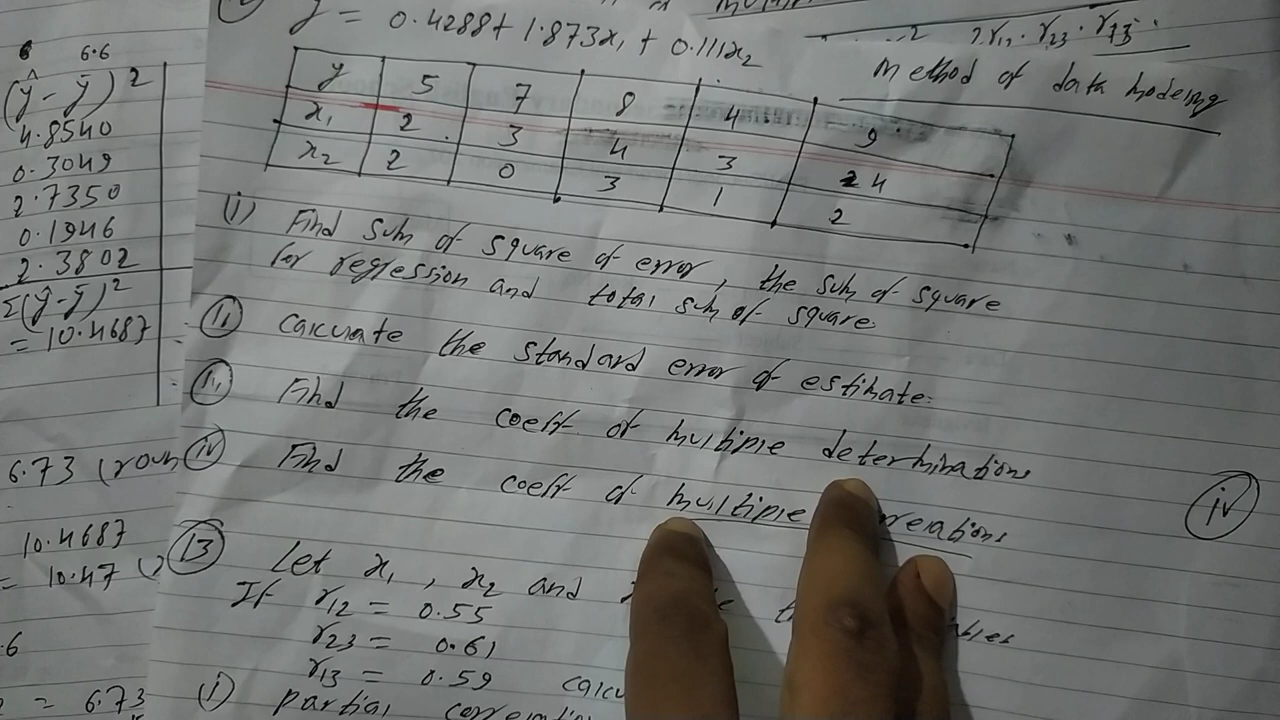 ŷ = 0.4288 + 1.873x₁ + 0.111x₂
r₁₂ . r₂₃ . r₁₃
Method of data modeling
y 5 7 8 4 9
x₁ 2 3 4 3 4
x₂ 2 0 3 1 2
(i) Find sum of square of error, the sum of square
for regression and total sum of square.
(ii) calcuate the standard error of estimate.
Find the coeff. of multiple determinations
(iv) Find the coeff of multiple
(iv)
(13) Let x₁, x₂ and
If r₁₂ = 0.55
r₂₃ = 0.61
r₁₃ = 0.59
(i) partial
6.6
(ŷ - ȳ)²
4.8540
0.3049
2.7350
0.1946
2.3802
Σ(ŷ-ȳ)²
= 10.4687
6.73
10.4687
= 10.47
.6
= 6.73